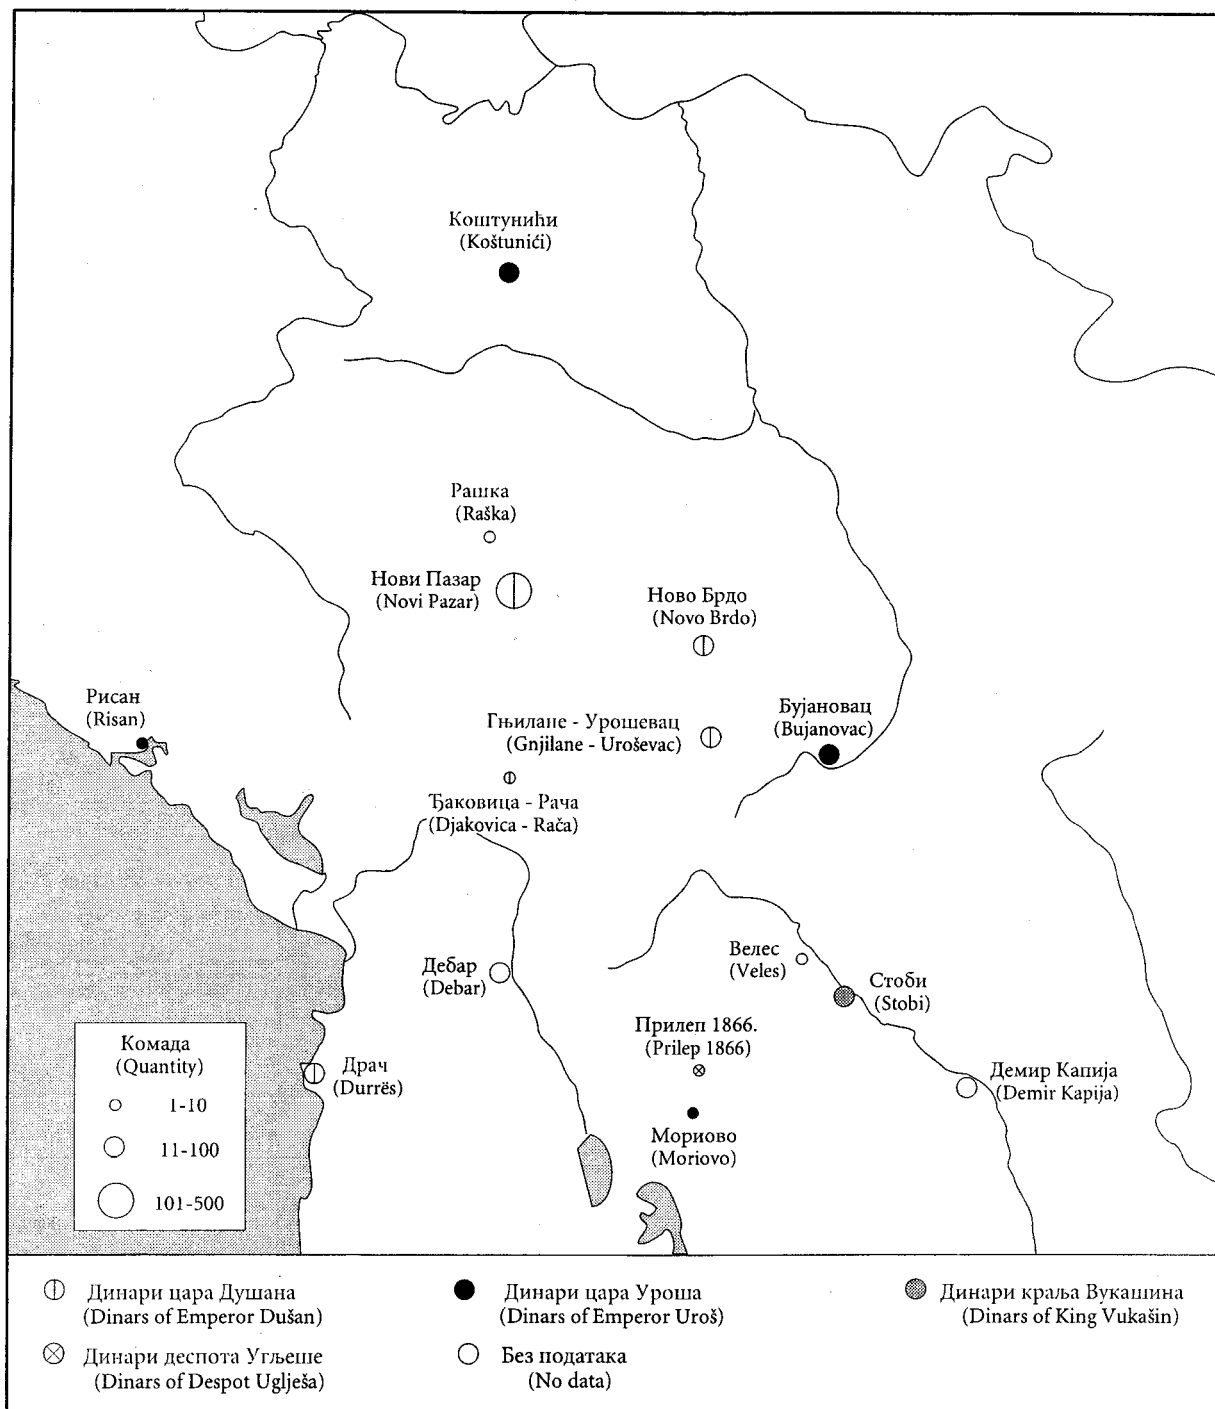 Коштунићи
(Koštunići)
Рашка
(Raška)
Нови Пазар
(Novi Pazar)
Ново Брдо
(Novo Brdo)
Рисан
(Risan)
Гњилане - Урошевац
(Gnjilane - Uroševac)
Бујановац
(Bujanovac)
Ђаковица - Рача
(Djakovica - Rača)
Дебар
(Debar)
Велес
(Veles)
Стоби
(Stobi)
Прилеп 1866.
(Prilep 1866)
Драч
(Durrës)
Демир Капија
(Demir Kapija)
Мориово
(Moriovo)
Комада
(Quantity)
1-10
11-100
101-500
Динари цара Душана
(Dinars of Emperor Dušan)
Динари цара Уроша
(Dinars of Emperor Uroš)
Динари краља Вукашина
(Dinars of King Vukašin)
Динари деспота Угљеше
(Dinars of Despot Uglješa)
Без података
(No data)